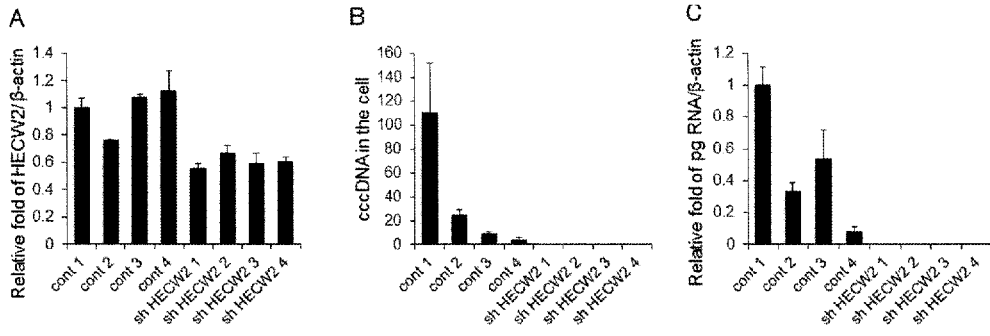 A
Relative fold of HECW2/ β-actin
1.4
1.2
1
0.8
0.6
0.4
0.2
0
cont 1
cont 2
cont 3
cont 4
sh HECW2 1
sh HECW2 2
sh HECW2 3
sh HECW2 4
B
cccDNA in the cell
160
140
120
100
80
60
40
20
0
cont 1
cont 2
cont 3
cont 4
sh HECW2 1
sh HECW2 2
sh HECW2 3
sh HECW2 4
C
Relative fold of pg RNA/β-actin
1.2
1
0.8
0.6
0.4
0.2
0
cont 1
cont 2
cont 3
cont 4
sh HECW2 1
sh HECW2 2
sh HECW2 3
sh HECW2 4